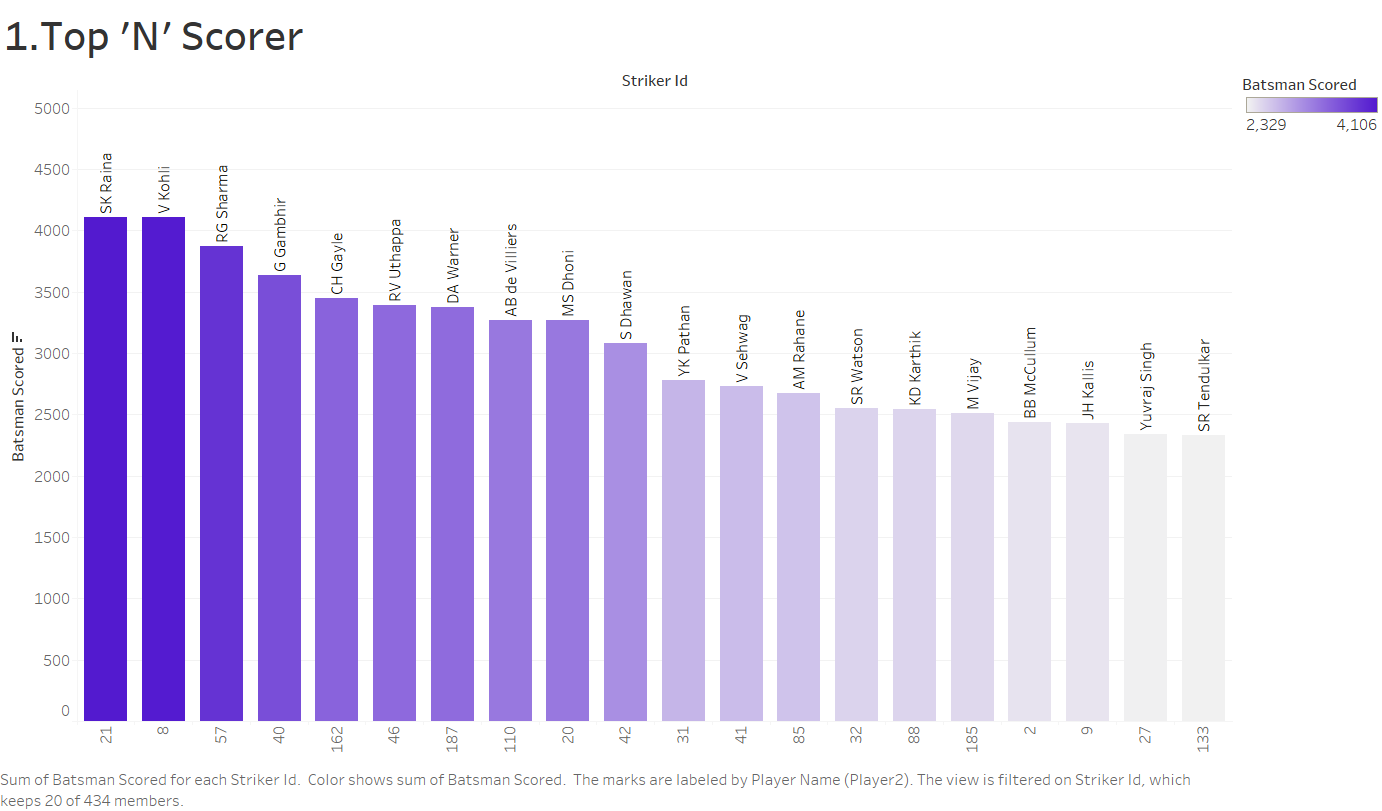 1.Top 'N' Scorer
Striker Id
Batsman Scored
2,329 4,106
Batsman Scored
5000
4500
4000
3500
3000
2500
2000
1500
1000
500
0
SK Raina
V Kohli
RG Sharma
G Gambhir
CH Gayle
RV Uthappa
DA Warner
AB de Villiers
MS Dhoni
S Dhawan
YK Pathan
V Sehwag
AM Rahane
SR Watson
KD Karthik
M Vijay
BB McCullum
JH Kallis
Yuvraj Singh
SR Tendulkar
21 8 57 40 162 46 187 110 20 42 31 41 85 32 88 185 2 9 27 133
Sum of Batsman Scored for each Striker Id.  Color shows sum of Batsman Scored.  The marks are labeled by Player Name (Player2). The view is filtered on Striker Id, which
keeps 20 of 434 members.